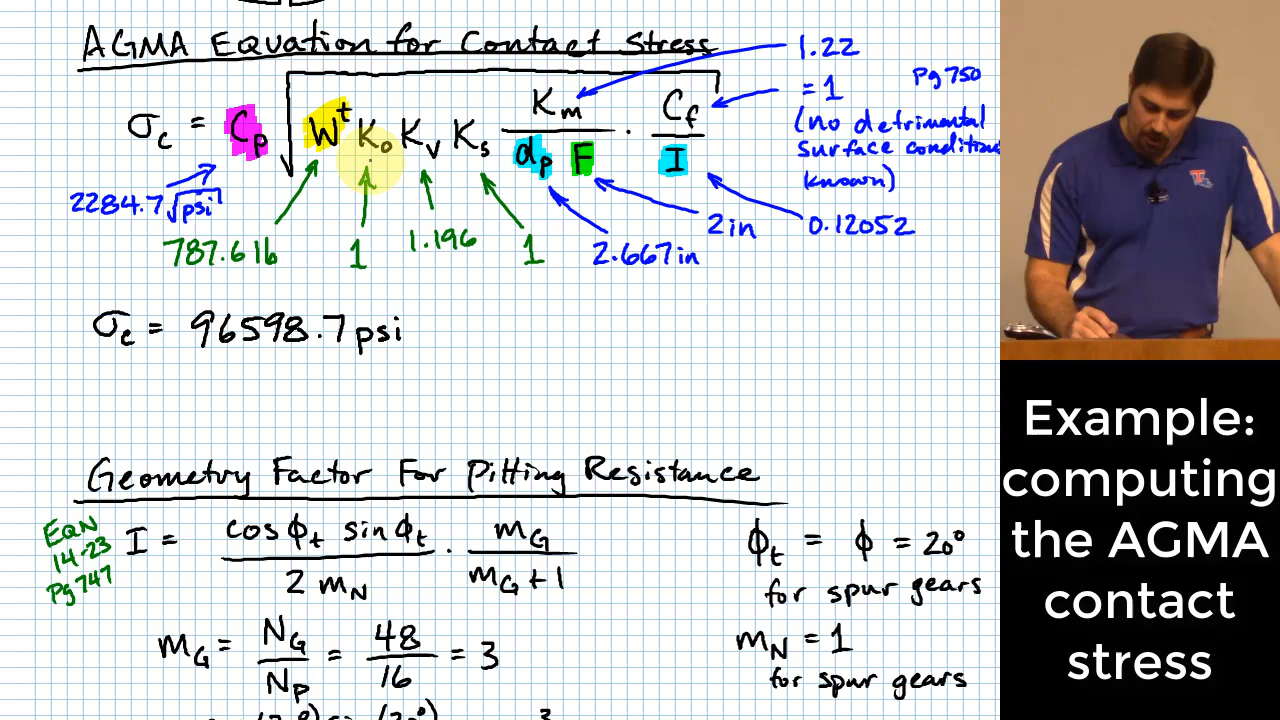 AGMA Equation for Contact Stress
σc = Cp √ Wᵗ Ko Kv Ks Km / (dp F) · Cf / I
1.22
Pg 750
= 1
(no detrimental
surface conditions
known)
2284.7 √psi
787.6 lb
1
1.196
1
2.667 in
2 in
0.12052
σc = 96598.7 psi
Geometry Factor For Pitting Resistance
Eqn
14-23
Pg 747
I = cos ϕt sin ϕt / (2 mN) · mG / (mG + 1)
ϕt = ϕ = 20°
for spur gears
mG = NG / Np = 48 / 16 = 3
mN = 1
for spur gears
Example:
computing
the AGMA
contact
stress